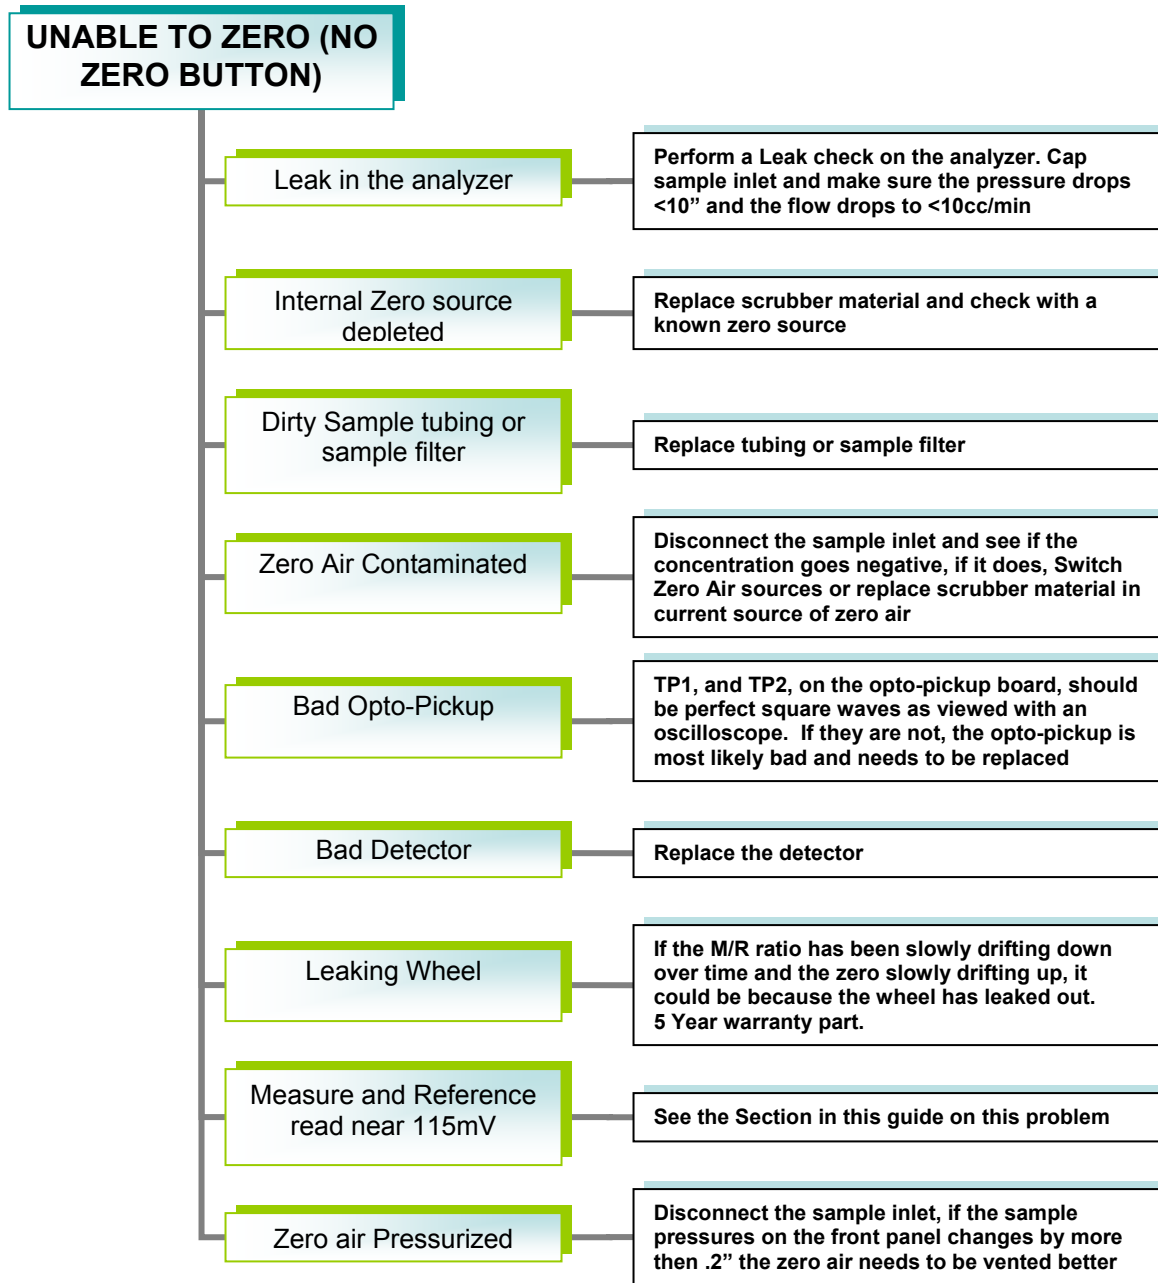 UNABLE TO ZERO (NO
ZERO BUTTON)
Leak in the analyzer
Perform a Leak check on the analyzer. Cap
sample inlet and make sure the pressure drops
<10” and the flow drops to <10cc/min
Internal Zero source
depleted
Replace scrubber material and check with a
known zero source
Dirty Sample tubing or
sample filter
Replace tubing or sample filter
Zero Air Contaminated
Disconnect the sample inlet and see if the
concentration goes negative, if it does, Switch
Zero Air sources or replace scrubber material in
current source of zero air
Bad Opto-Pickup
TP1, and TP2, on the opto-pickup board, should
be perfect square waves as viewed with an
oscilloscope.  If they are not, the opto-pickup is
most likely bad and needs to be replaced
Bad Detector
Replace the detector
Leaking Wheel
If the M/R ratio has been slowly drifting down
over time and the zero slowly drifting up, it
could be because the wheel has leaked out.
5 Year warranty part.
Measure and Reference
read near 115mV
See the Section in this guide on this problem
Zero air Pressurized
Disconnect the sample inlet, if the sample
pressures on the front panel changes by more
then .2” the zero air needs to be vented better